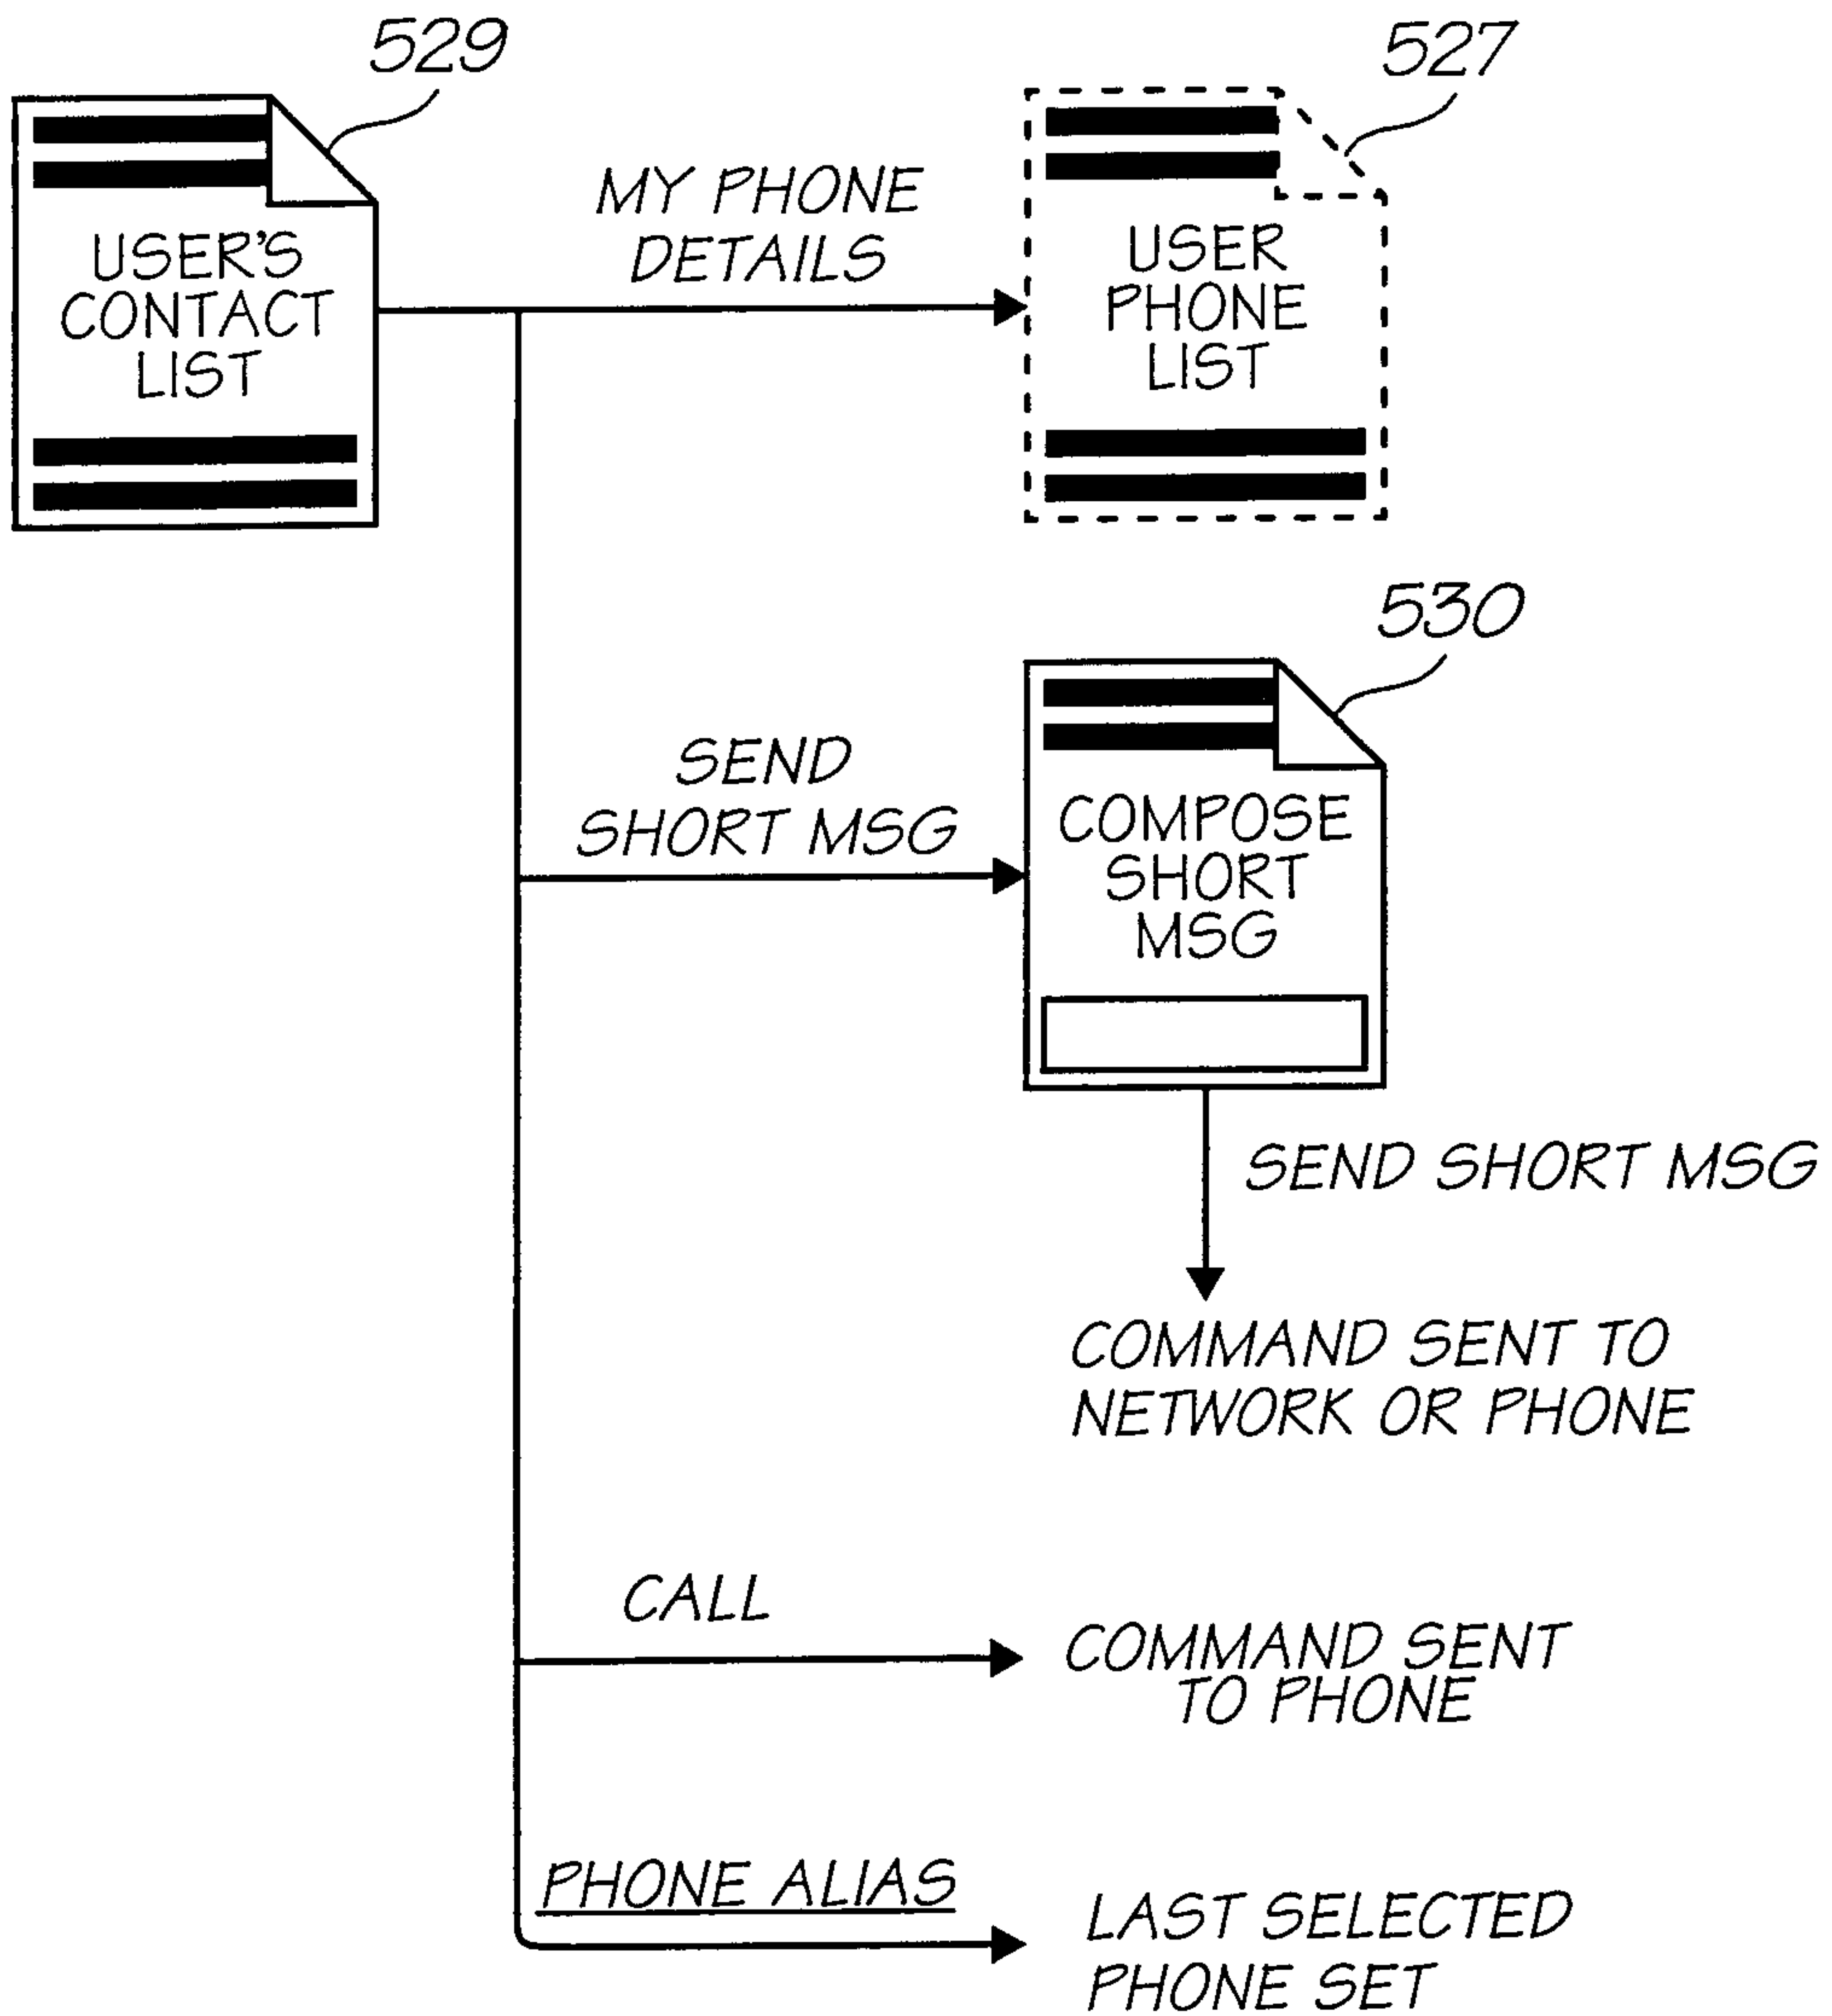 529
527
USER'S
CONTACT
LIST
MY PHONE
DETAILS
USER
PHONE
LIST
530
SEND
SHORT MSG
COMPOSE
SHORT
MSG
SEND SHORT MSG
COMMAND SENT TO
NETWORK OR PHONE
CALL
COMMAND SENT
TO PHONE
PHONE ALIAS
LAST SELECTED
PHONE SET